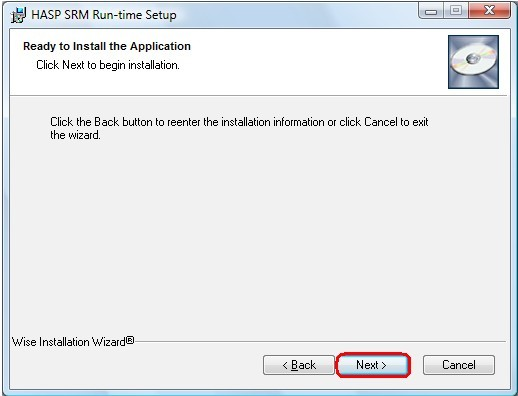 HASP SRM Run-time Setup
Ready to Install the Application
Click Next to begin installation.
Click the Back button to reenter the installation information or click Cancel to exit
the wizard.
Wise Installation Wizard®
< Back
Next >
Cancel